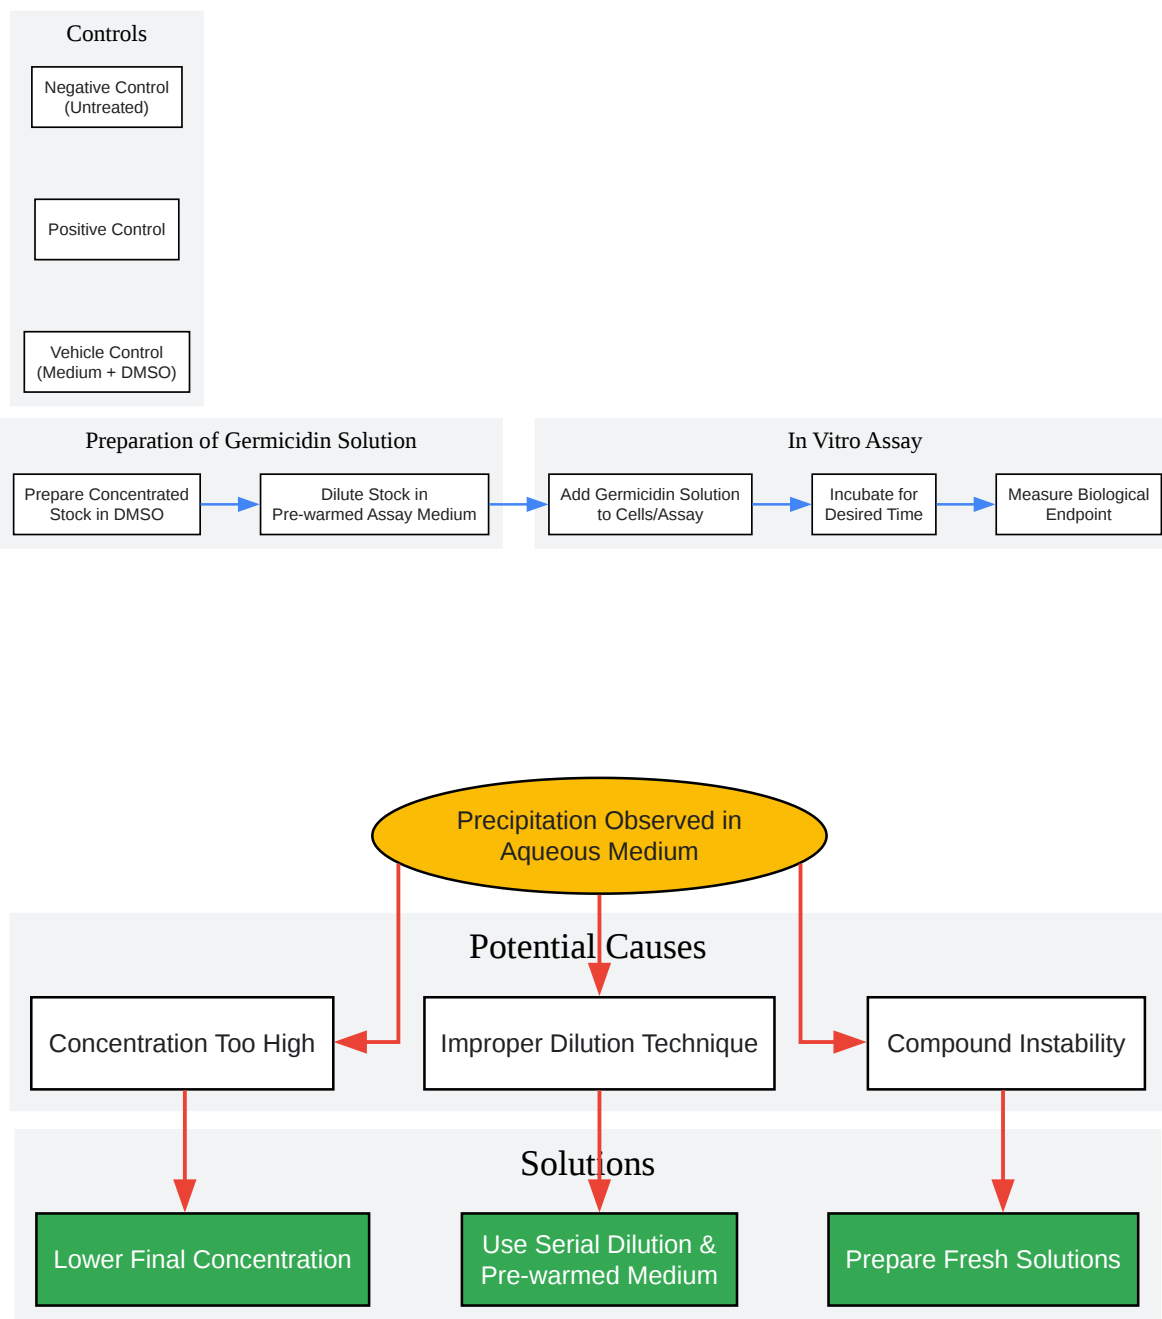 Controls
Negative Control
(Untreated)
Positive Control
Vehicle Control
(Medium + DMSO)
Preparation of Germicidin Solution
Prepare Concentrated
Stock in DMSO
Dilute Stock in
Pre-warmed Assay Medium
In Vitro Assay
Add Germicidin Solution
to Cells/Assay
Incubate for
Desired Time
Measure Biological
Endpoint
Precipitation Observed in
Aqueous Medium
Potential Causes
Concentration Too High
Improper Dilution Technique
Compound Instability
Solutions
Lower Final Concentration
Use Serial Dilution &
Pre-warmed Medium
Prepare Fresh Solutions